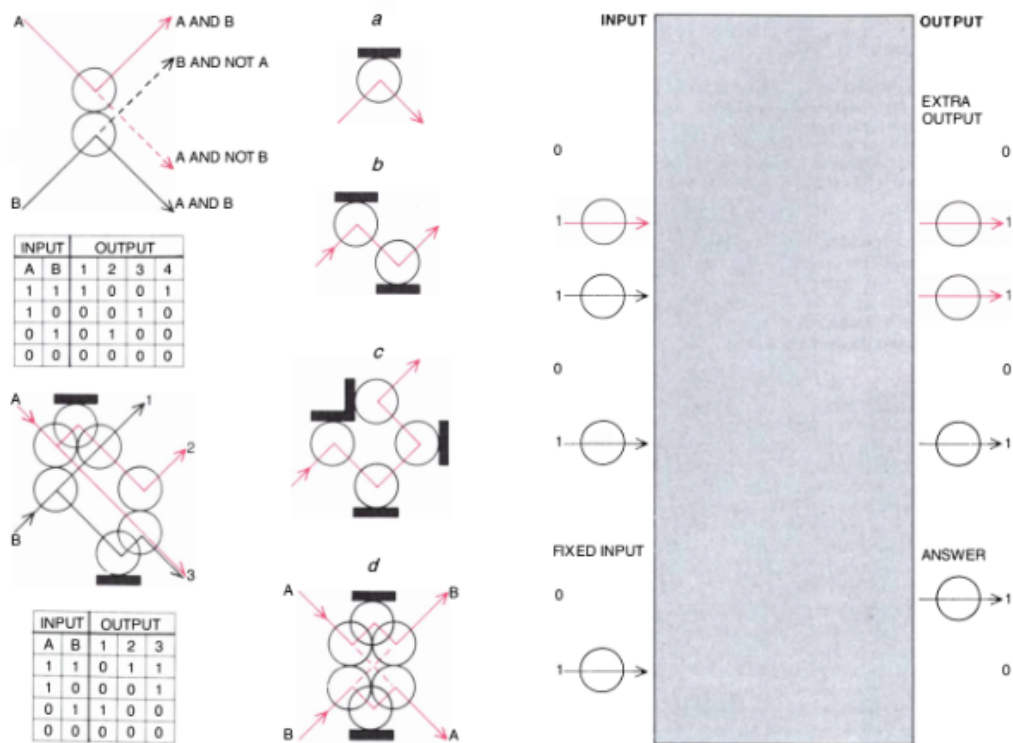 A
A AND B
B AND NOT A
A AND NOT B
B
A AND B
INPUT OUTPUT
A B 1 2 3 4
1 1 1 0 0 1
1 0 0 0 1 0
0 1 0 1 0 0
0 0 0 0 0 0
A
1
2
B
3
INPUT OUTPUT
A B 1 2 3
1 1 0 1 1
1 0 0 0 1
0 1 1 0 0
0 0 0 0 0
a
b
c
d
A
B
B
A
INPUT
OUTPUT
EXTRA
OUTPUT
0
0
1
1
1
1
0
0
1
1
FIXED INPUT
ANSWER
0
1
1
0